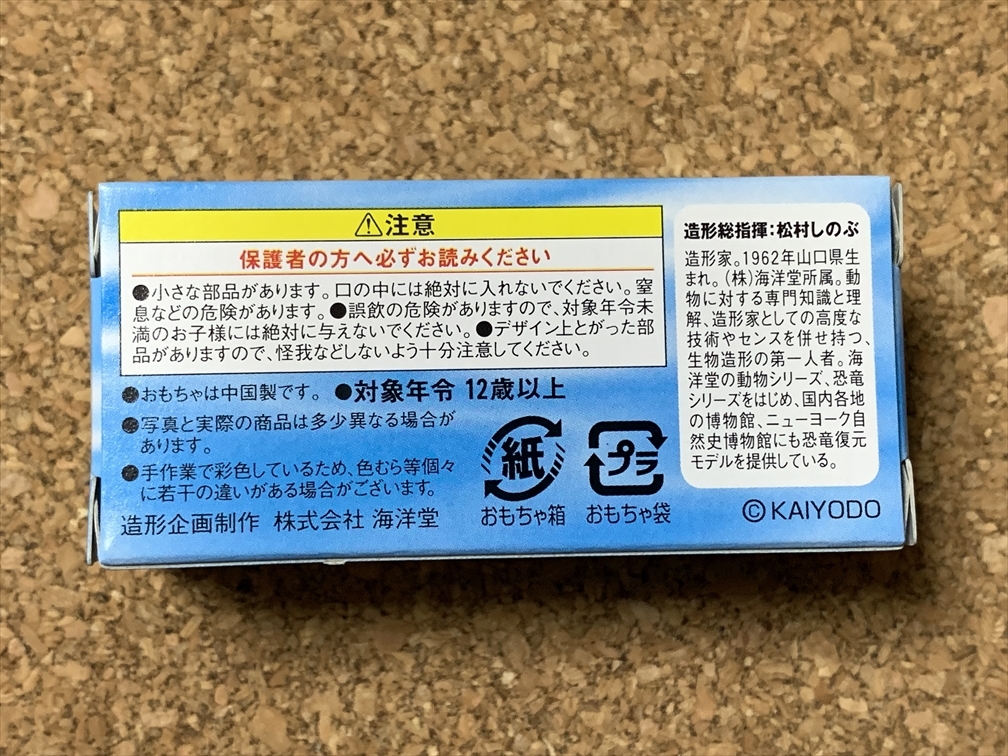 ⚠注意
保護者の方へ必ずお読みください
●小さな部品があります。口の中には絶対に入れないでください。窒
息などの危険があります。●誤飲の危険がありますので、対象年令未
満のお子様には絶対に与えないでください。●デザイン上とがった部
品がありますので、怪我などしないよう十分注意してください。
●おもちゃは中国製です。●対象年令 12歳以上
●写真と実際の商品は多少異なる場合が
あります。
●手作業で彩色しているため、色むら等個々
に若干の違いがある場合がございます。
造形企画制作 株式会社 海洋堂
紙
おもちゃ箱
プラ
おもちゃ袋
造形総指揮:松村しのぶ
造形家。1962年山口県生
まれ。(株)海洋堂所属。動
物に対する専門知識と理
解、造形家としての高度な
技術やセンスを併せ持つ、
生物造形の第一人者。海
洋堂の動物シリーズ、恐竜
シリーズをはじめ、国内各地
の博物館、ニューヨーク自
然史博物館にも恐竜復元
モデルを提供している。
©KAIYODO